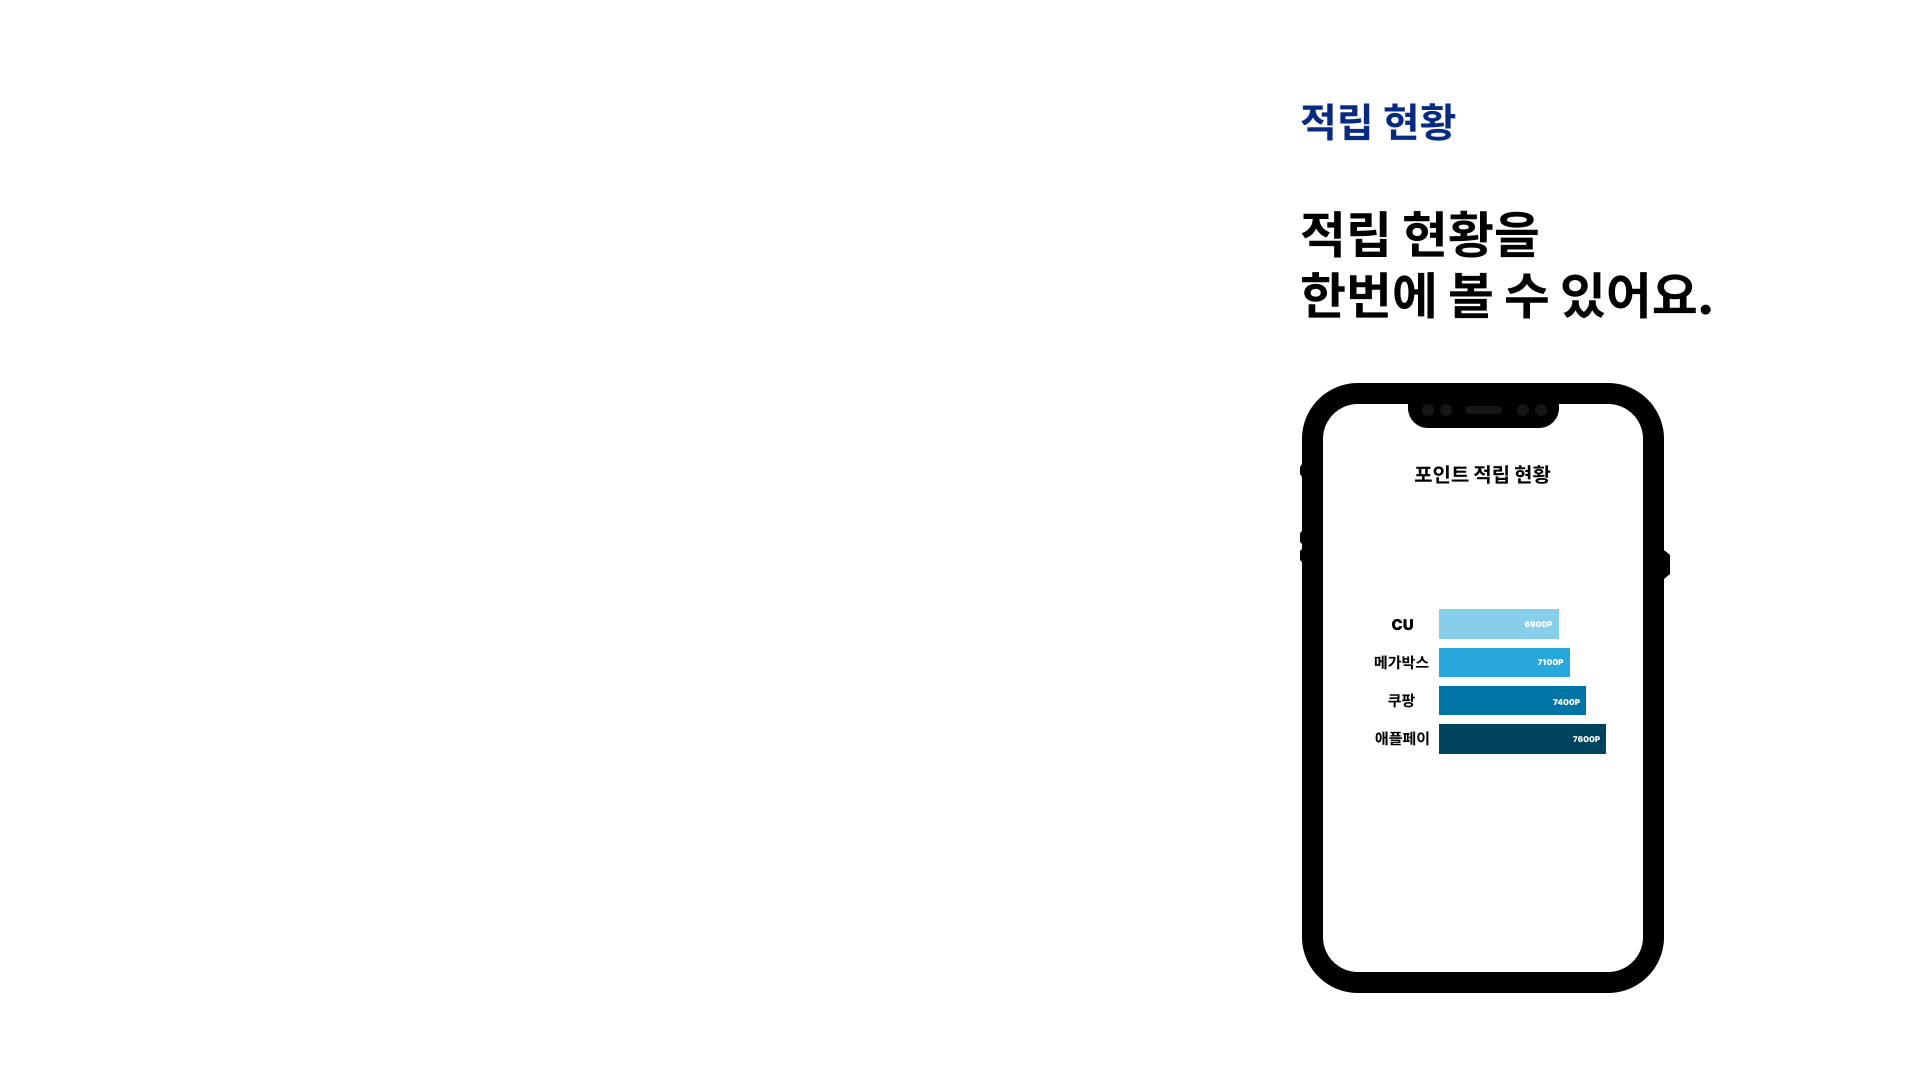 적립 현황
적립 현황을
한번에 볼 수 있어요.
포인트 적립 현황
CU 6900P
메가박스 7100P
쿠팡 7400P
애플페이 7600P